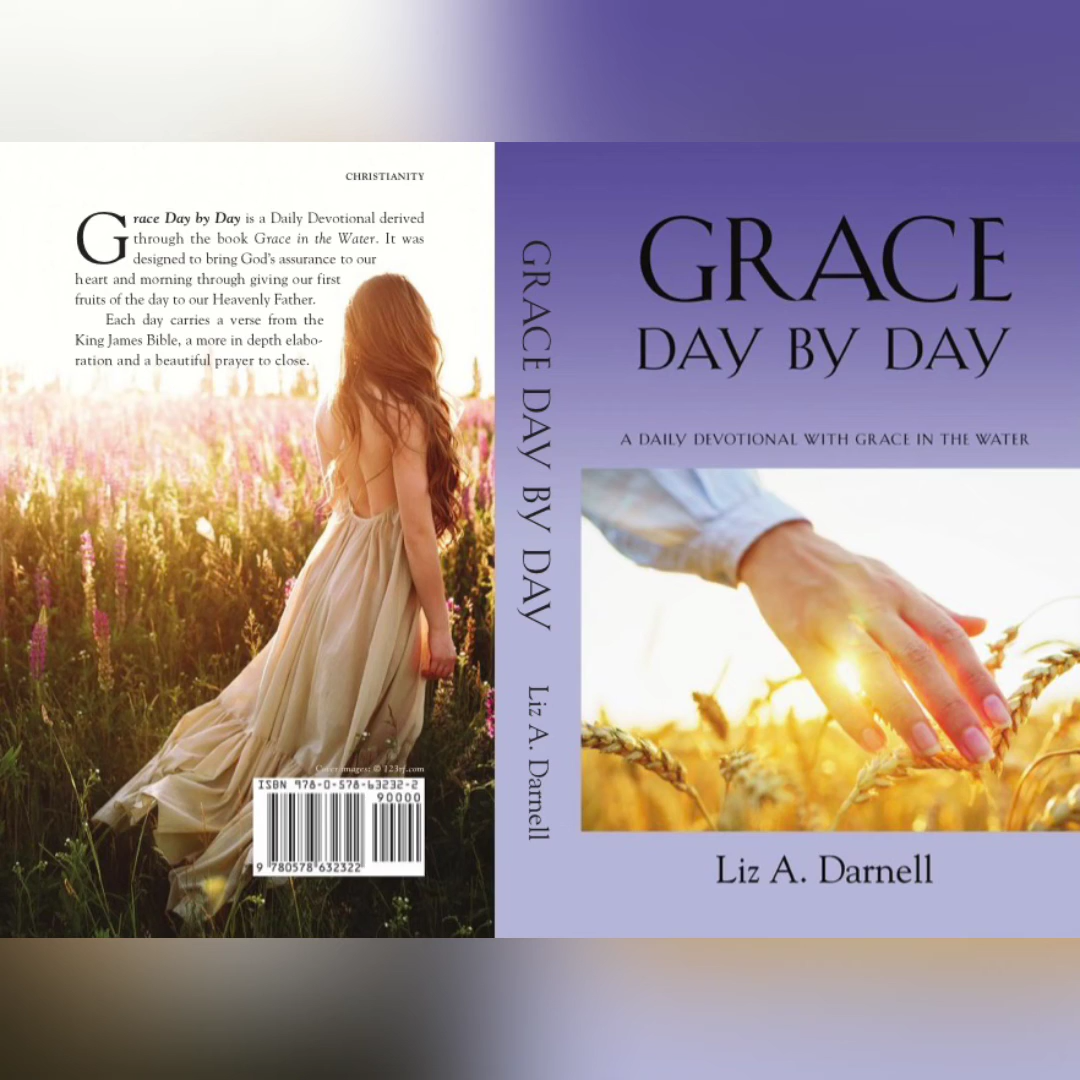 CHRISTIANITY
Grace Day by Day is a Daily Devotional derived
through the book Grace in the Water. It was
designed to bring God's assurance to our
heart and morning through giving our first
fruits of the day to our Heavenly Father.
Each day carries a verse from the
King James Bible, a more in depth elabo-
ration and a beautiful prayer to close.
Cover images: © 123rf.com
ISBN 978-0-578-63232-2
90000
9 780578 632322
GRACE DAY BY DAY
Liz A. Darnell
GRACE
DAY BY DAY
A DAILY DEVOTIONAL WITH GRACE IN THE WATER
Liz A. Darnell